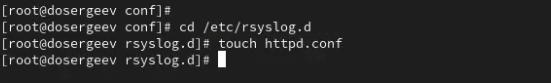 [root@dosergeev conf]#
[root@dosergeev conf]# cd /etc/rsyslog.d
[root@dosergeev rsyslog.d]# touch httpd.conf
[root@dosergeev rsyslog.d]#